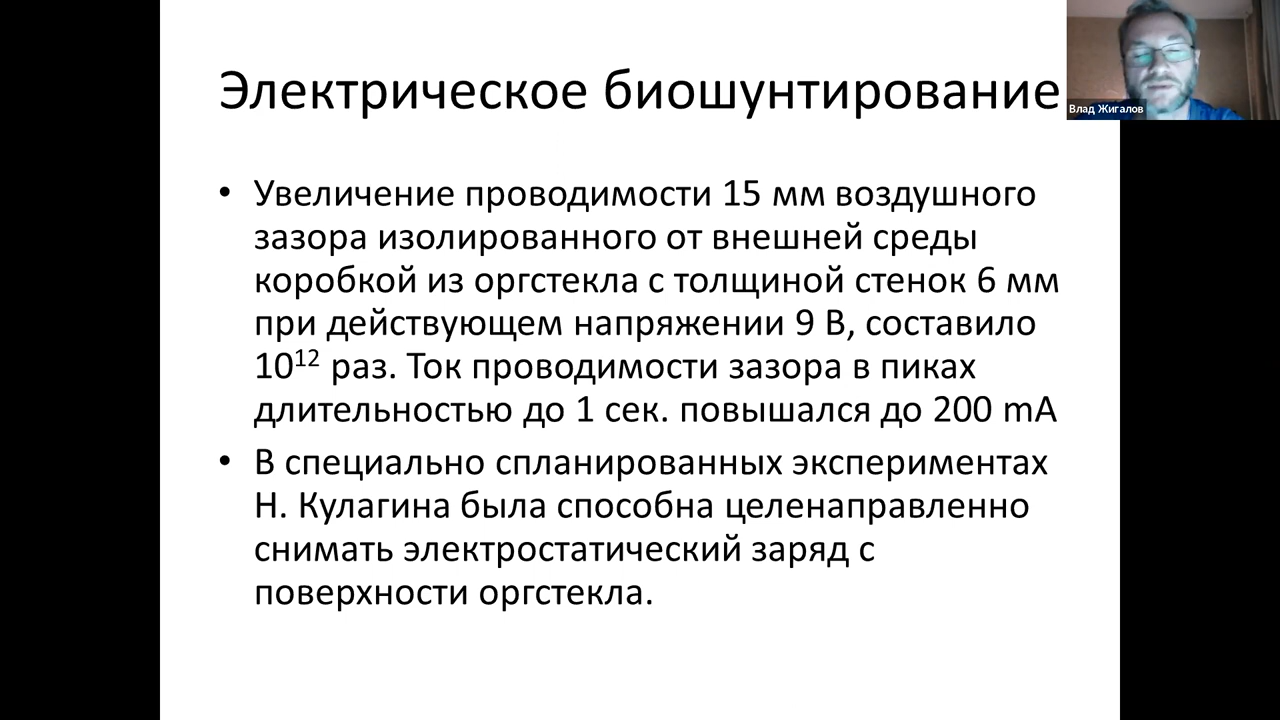 Электрическое биошунтирование
Влад Жигалов
• Увеличение проводимости 15 мм воздушного
зазора изолированного от внешней среды
коробкой из оргстекла с толщиной стенок 6 мм
при действующем напряжении 9 В, составило
10¹² раз. Ток проводимости зазора в пиках
длительностью до 1 сек. повышался до 200 mA
• В специально спланированных экспериментах
Н. Кулагина была способна целенаправленно
снимать электростатический заряд с
поверхности оргстекла.